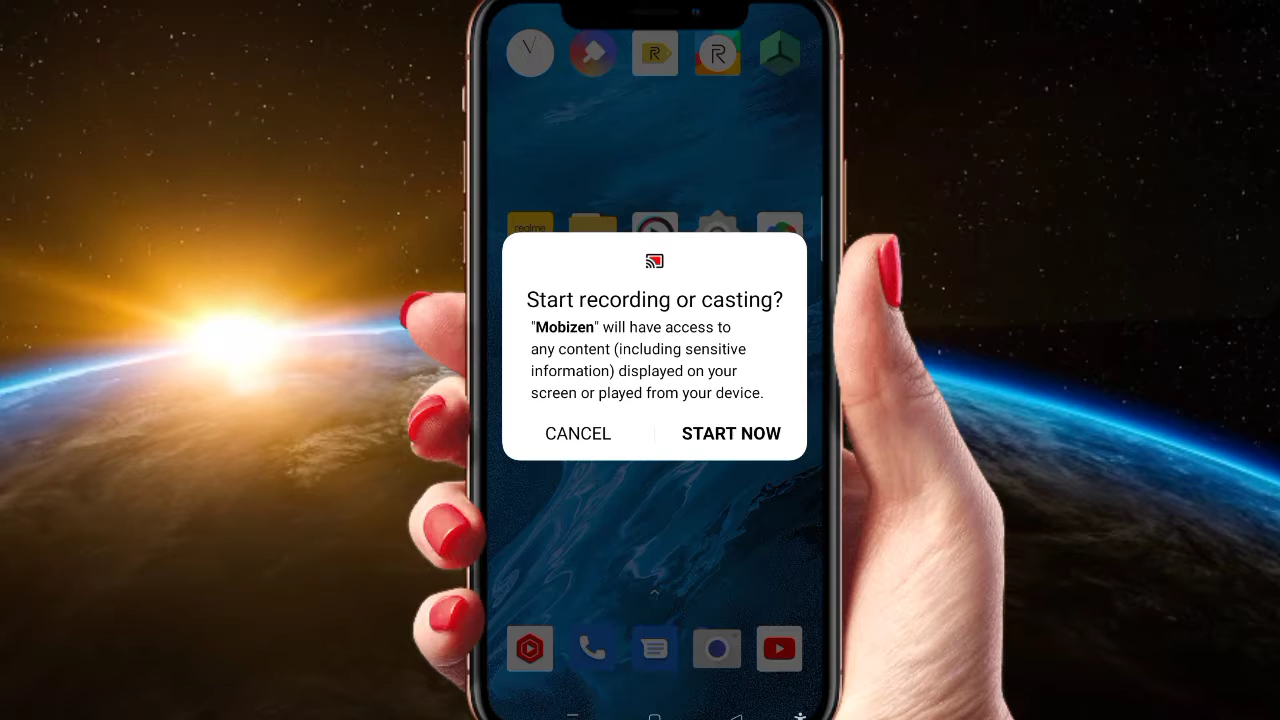 realme
Start recording or casting?
"Mobizen" will have access to
any content (including sensitive
information) displayed on your
screen or played from your device.
CANCEL
START NOW